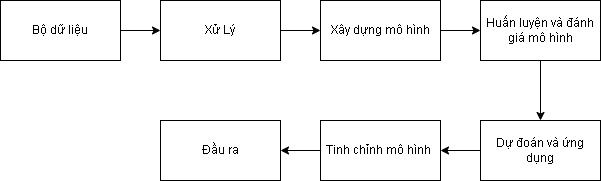 Bộ dữ liệu
Xử Lý
Xây dựng mô hình
Huấn luyện và đánh
giá mô hình
Dự đoán và ứng
dụng
Tinh chỉnh mô hình
Đầu ra